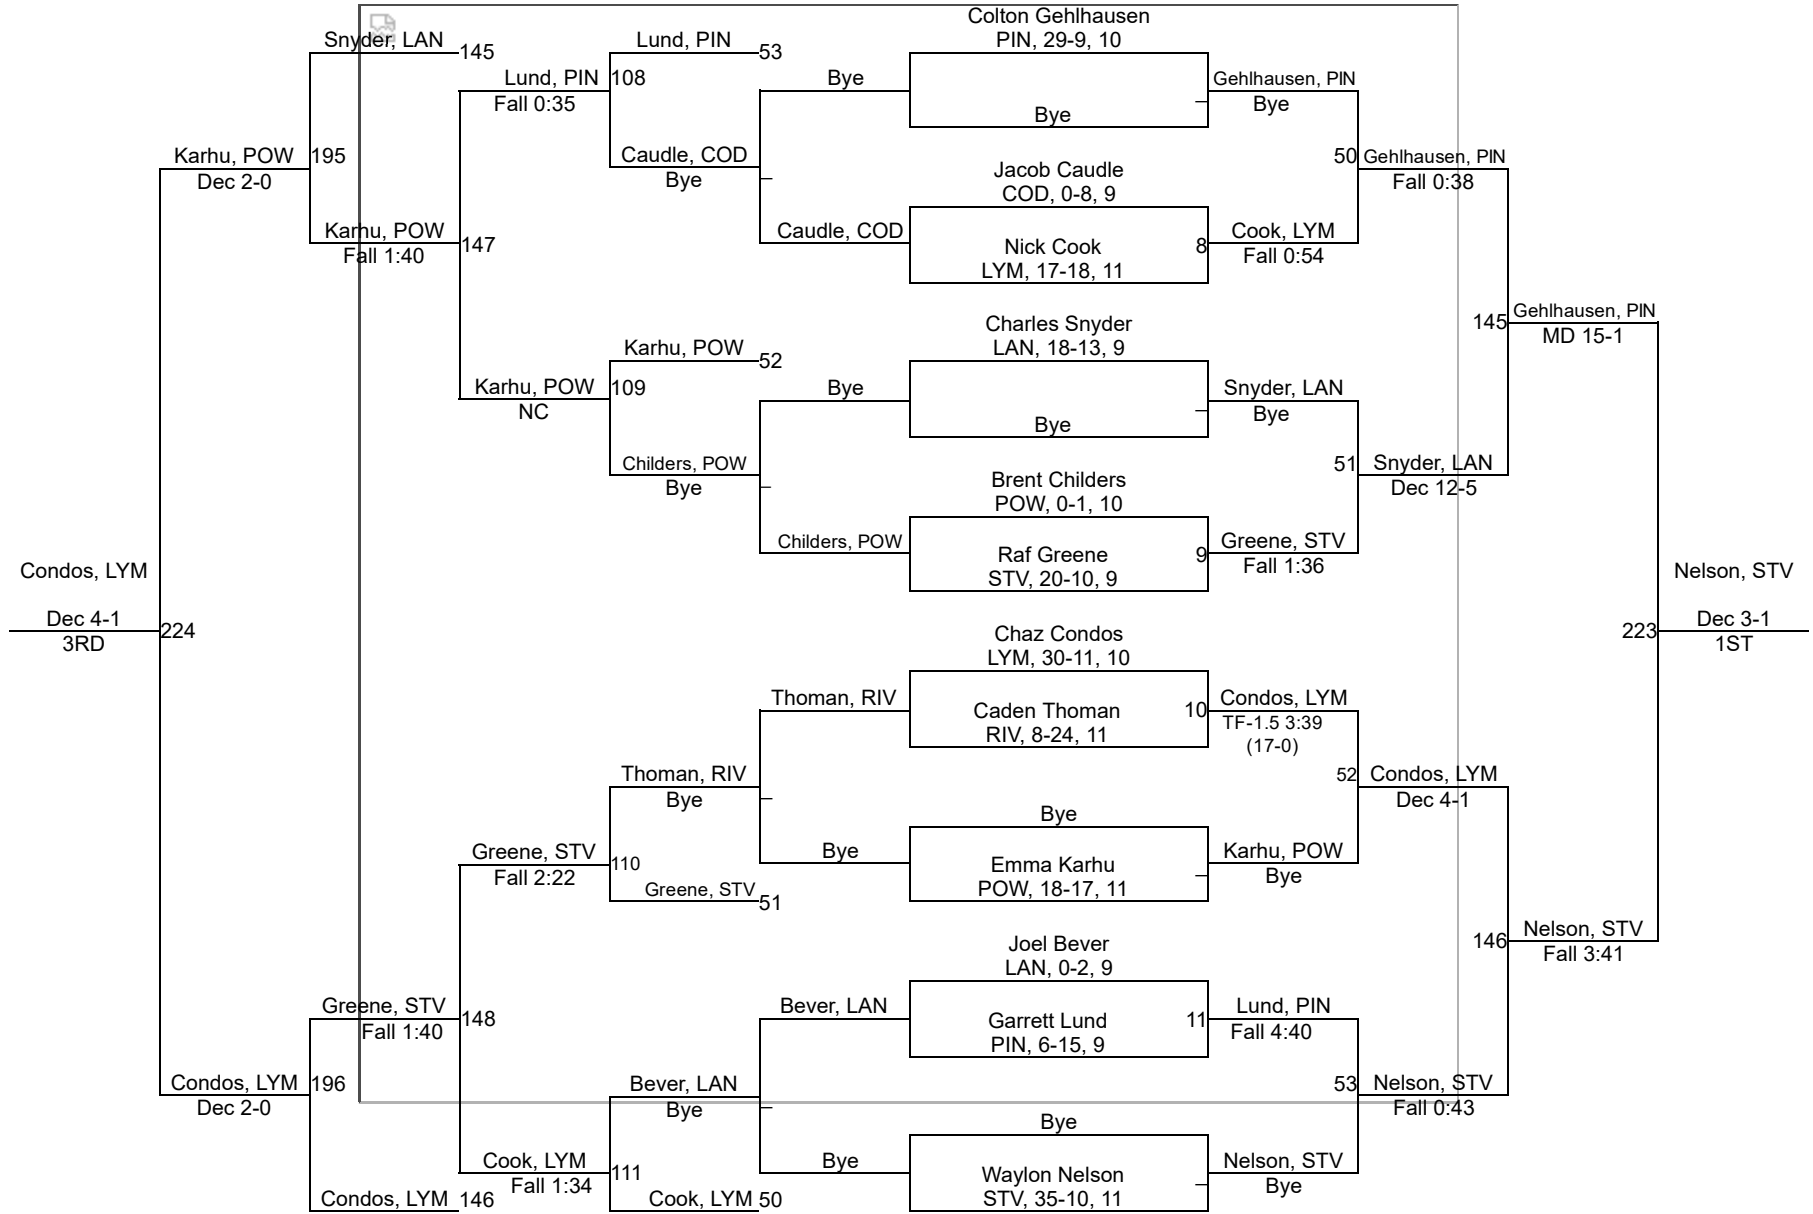 Colton Gehlhausen
PIN, 29-9, 10
Bye
Jacob Caudle
COD, 0-8, 9
Nick Cook
LYM, 17-18, 11
8
Charles Snyder
LAN, 18-13, 9
Bye
Brent Childers
POW, 0-1, 10
Raf Greene
STV, 20-10, 9
9
Chaz Condos
LYM, 30-11, 10
Caden Thoman
RIV, 8-24, 11
10
Bye
Emma Karhu
POW, 18-17, 11
Joel Bever
LAN, 0-2, 9
Garrett Lund
PIN, 6-15, 9
11
Bye
Waylon Nelson
STV, 35-10, 11
Gehlhausen, PIN
Bye
Cook, LYM
Fall 0:54
Snyder, LAN
Bye
Greene, STV
Fall 1:36
Condos, LYM
TF-1.5 3:39
(17-0)
Karhu, POW
Bye
Lund, PIN
Fall 4:40
Nelson, STV
Bye
50
Gehlhausen, PIN
Fall 0:38
51
Snyder, LAN
Dec 12-5
52
Condos, LYM
Dec 4-1
53
Nelson, STV
Fall 0:43
145
Gehlhausen, PIN
MD 15-1
146
Nelson, STV
Fall 3:41
Nelson, STV
223
Dec 3-1
1ST
Bye
Caudle, COD
Bye
Childers, POW
Thoman, RIV
Bye
Bever, LAN
Bye
Lund, PIN
53
Caudle, COD
Bye
Karhu, POW
52
Childers, POW
Bye
Thoman, RIV
Bye
Greene, STV
51
Bever, LAN
Bye
Cook, LYM
50
Lund, PIN
108
Fall 0:35
Karhu, POW
109
NC
Greene, STV
110
Fall 2:22
Cook, LYM
111
Fall 1:34
Snyder, LAN
145
Karhu, POW
147
Fall 1:40
Greene, STV
148
Fall 1:40
Condos, LYM
146
Karhu, POW
195
Dec 2-0
Condos, LYM
196
Dec 2-0
Condos, LYM
Dec 4-1
224
3RD